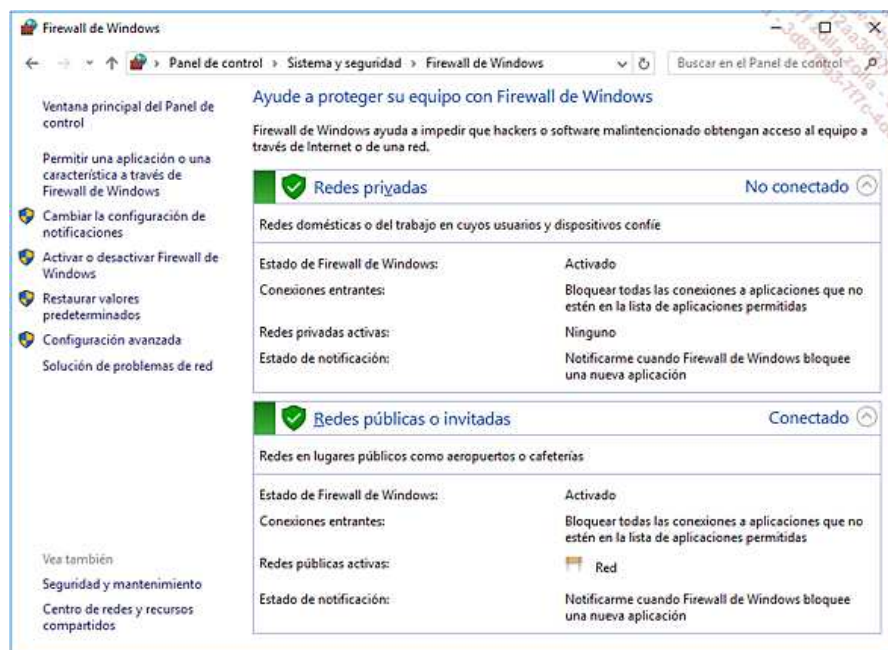 Firewall de Windows
Panel de control > Sistema y seguridad > Firewall de Windows
Buscar en el Panel de control
Ventana principal del Panel de
control
Permitir una aplicación o una
característica a través de
Firewall de Windows
Cambiar la configuración de
notificaciones
Activar o desactivar Firewall de
Windows
Restaurar valores
predeterminados
Configuración avanzada
Solución de problemas de red
Vea también
Seguridad y mantenimiento
Centro de redes y recursos
compartidos
Ayude a proteger su equipo con Firewall de Windows
Firewall de Windows ayuda a impedir que hackers o software malintencionado obtengan acceso al equipo a
través de Internet o de una red.
Redes privadas No conectado
Redes domésticas o del trabajo en cuyos usuarios y dispositivos confíe
Estado de Firewall de Windows: Activado
Conexiones entrantes: Bloquear todas las conexiones a aplicaciones que no
estén en la lista de aplicaciones permitidas
Redes privadas activas: Ninguno
Estado de notificación: Notificarme cuando Firewall de Windows bloquee
una nueva aplicación
Redes públicas o invitadas Conectado
Redes en lugares públicos como aeropuertos o cafeterías
Estado de Firewall de Windows: Activado
Conexiones entrantes: Bloquear todas las conexiones a aplicaciones que no
estén en la lista de aplicaciones permitidas
Redes públicas activas: Red
Estado de notificación: Notificarme cuando Firewall de Windows bloquee
una nueva aplicación